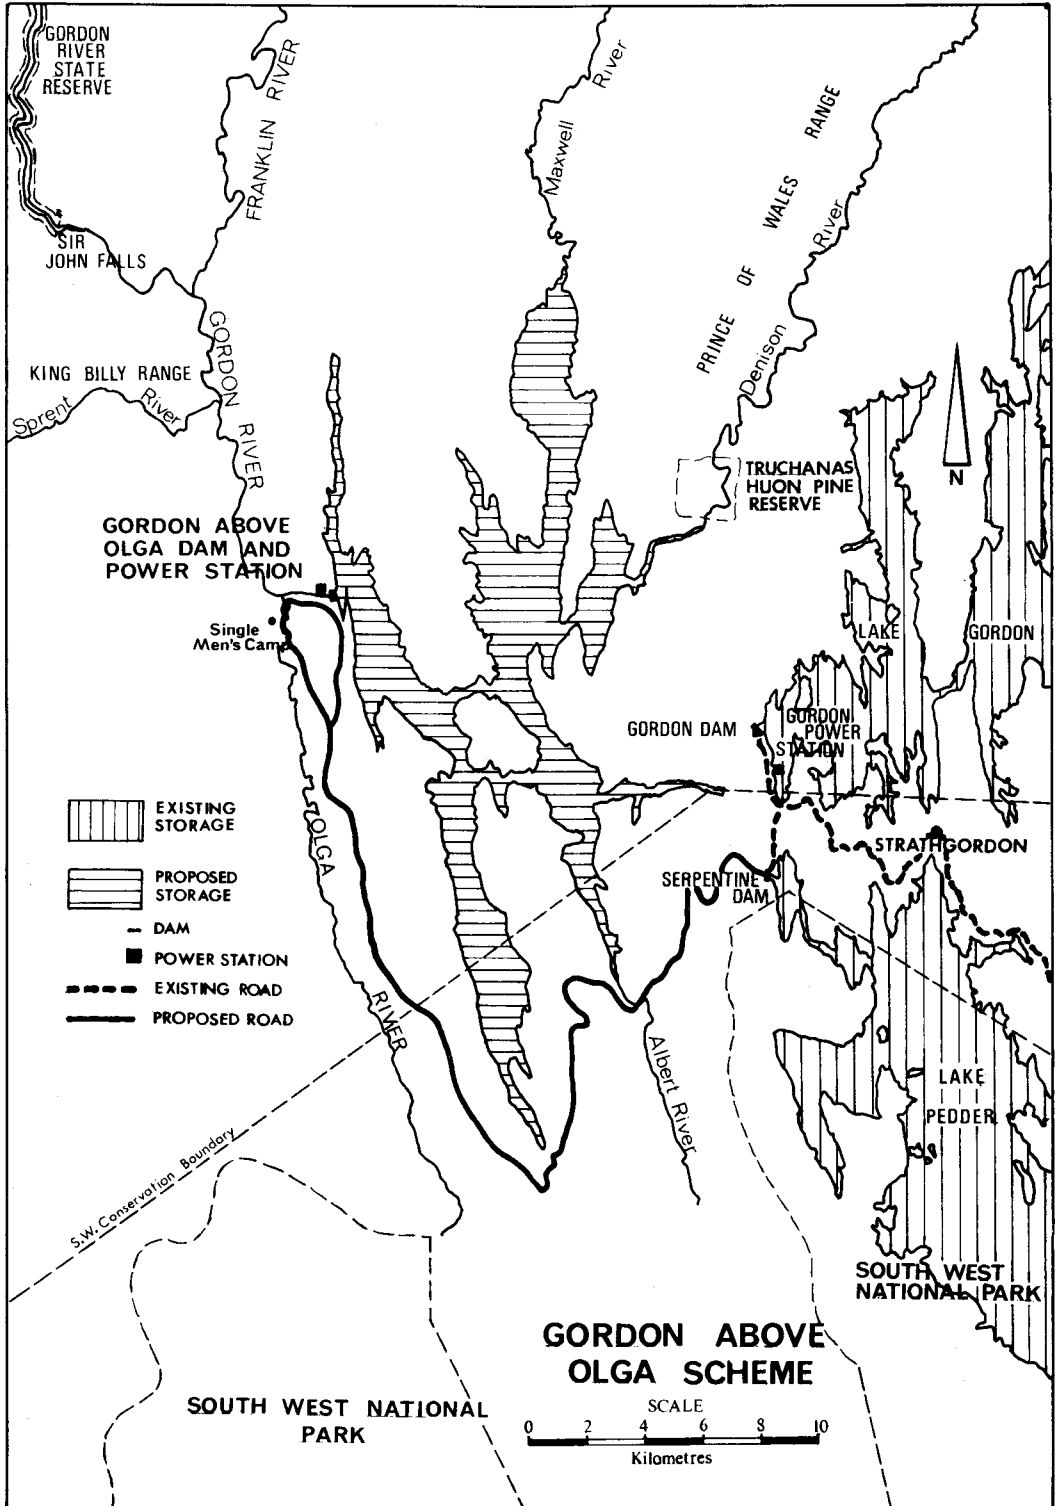 GORDON
RIVER
STATE
RESERVE
FRANKLIN RIVER
Maxwell River
PRINCE OF WALES RANGE
Denison River
SIR
JOHN FALLS
GORDON RIVER
KING BILLY RANGE
Sprent River
TRUCHANAS
HUON PINE
RESERVE
N
GORDON ABOVE
OLGA DAM AND
POWER STATION
Single
Men's Camp
LAKE GORDON
GORDON DAM
GORDON
POWER
STATION
STRATHGORDON
SERPENTINE
DAM
OLGA RIVER
EXISTING
STORAGE
PROPOSED
STORAGE
DAM
POWER STATION
EXISTING ROAD
PROPOSED ROAD
Albert River
LAKE
PEDDER
S.W. Conservation Boundary
SOUTH WEST
NATIONAL PARK
GORDON ABOVE
OLGA SCHEME
SOUTH WEST NATIONAL
PARK
SCALE
0 2 4 6 8 10
Kilometres